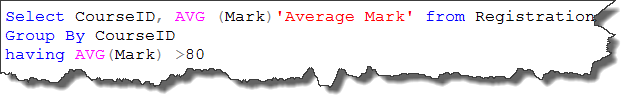 Select CourseID, AVG (Mark)'Average Mark' from Registration
Group By CourseID
having AVG(Mark) >80